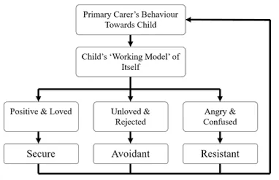 Primary Carer's Behaviour
Towards Child
Child's 'Working Model' of
Itself
Positive & Loved
Unloved &
Rejected
Angry &
Confused
Secure
Avoidant
Resistant